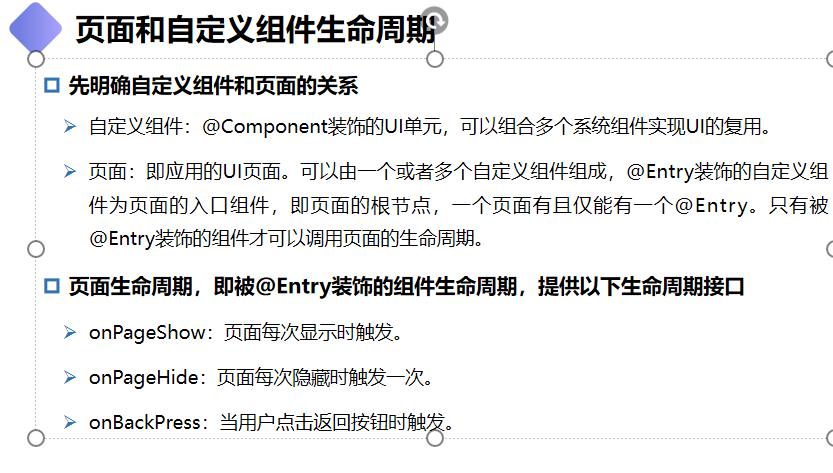 页面和自定义组件生命周期
先明确自定义组件和页面的关系
自定义组件：@Component装饰的UI单元，可以组合多个系统组件实现UI的复用。
页面：即应用的UI页面。可以由一个或者多个自定义组件组成，@Entry装饰的自定义组
件为页面的入口组件，即页面的根节点，一个页面有且仅能有一个@Entry。只有被
@Entry装饰的组件才可以调用页面的生命周期。
页面生命周期，即被@Entry装饰的组件生命周期，提供以下生命周期接口
onPageShow：页面每次显示时触发。
onPageHide：页面每次隐藏时触发一次。
onBackPress：当用户点击返回按钮时触发。